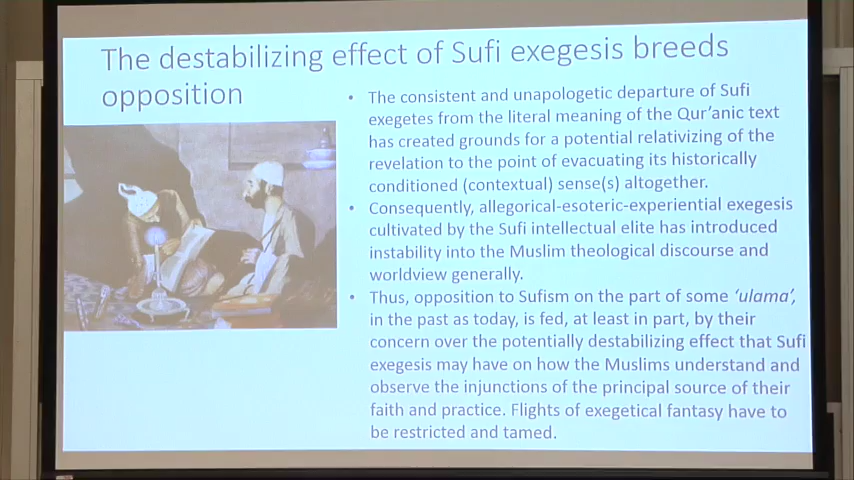 The destabilizing effect of Sufi exegesis breeds
opposition
• The consistent and unapologetic departure of Sufi
exegetes from the literal meaning of the Qur'anic text
has created grounds for a potential relativizing of the
revelation to the point of evacuating its historically
conditioned (contextual) sense(s) altogether.
• Consequently, allegorical-esoteric-experiential exegesis
cultivated by the Sufi intellectual elite has introduced
instability into the Muslim theological discourse and
worldview generally.
• Thus, opposition to Sufism on the part of some 'ulama',
in the past as today, is fed, at least in part, by their
concern over the potentially destabilizing effect that Sufi
exegesis may have on how the Muslims understand and
observe the injunctions of the principal source of their
faith and practice. Flights of exegetical fantasy have to
be restricted and tamed.